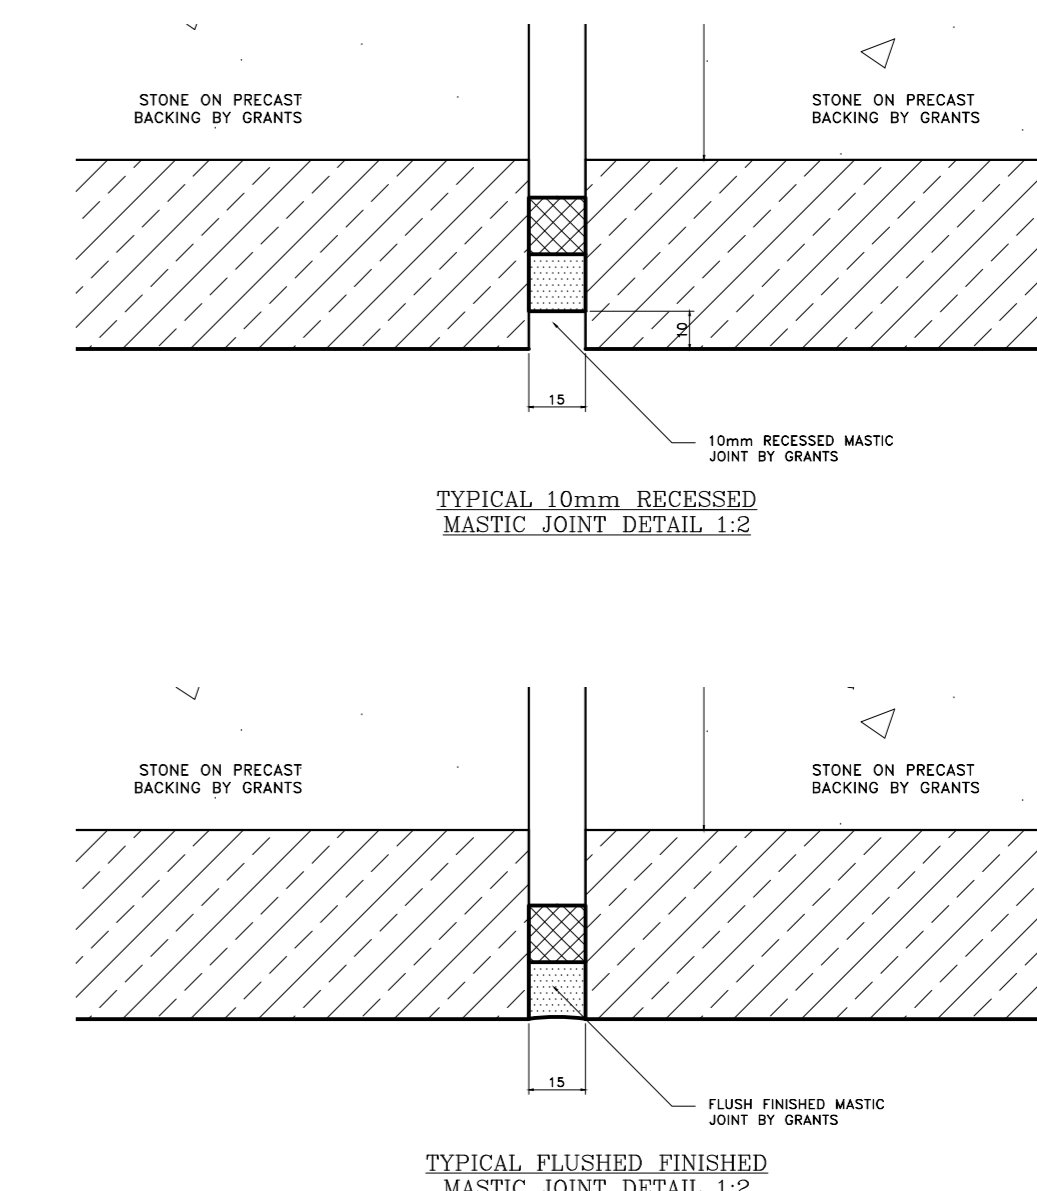 STONE ON PRECAST
BACKING BY GRANTS
STONE ON PRECAST
BACKING BY GRANTS
10
15
10mm RECESSED MASTIC
JOINT BY GRANTS
TYPICAL 10mm RECESSED
MASTIC JOINT DETAIL 1:2
STONE ON PRECAST
BACKING BY GRANTS
STONE ON PRECAST
BACKING BY GRANTS
15
FLUSH FINISHED MASTIC
JOINT BY GRANTS
TYPICAL FLUSHED FINISHED
MASTIC JOINT DETAIL 1:2